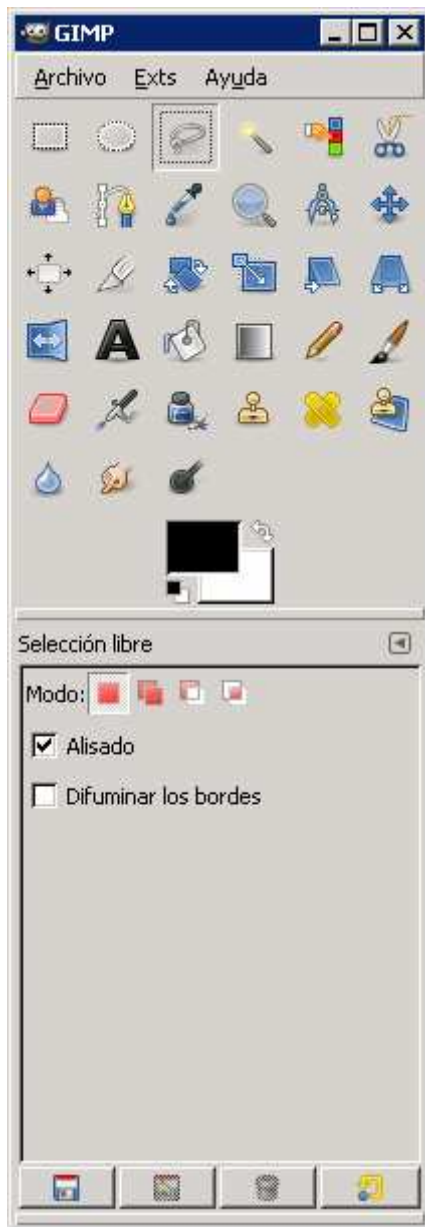 GIMP
Archivo Exts Ayuda
Selección libre
Modo:
Alisado
Difuminar los bordes